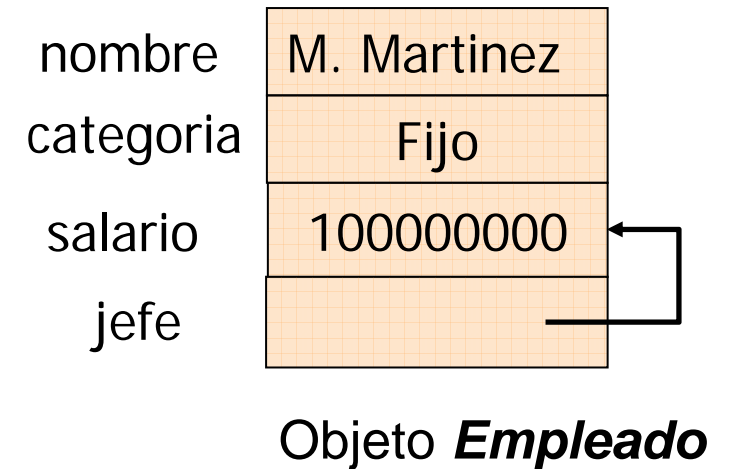 nombre M. Martinez
categoria Fijo
salario 100000000
jefe
Objeto Empleado